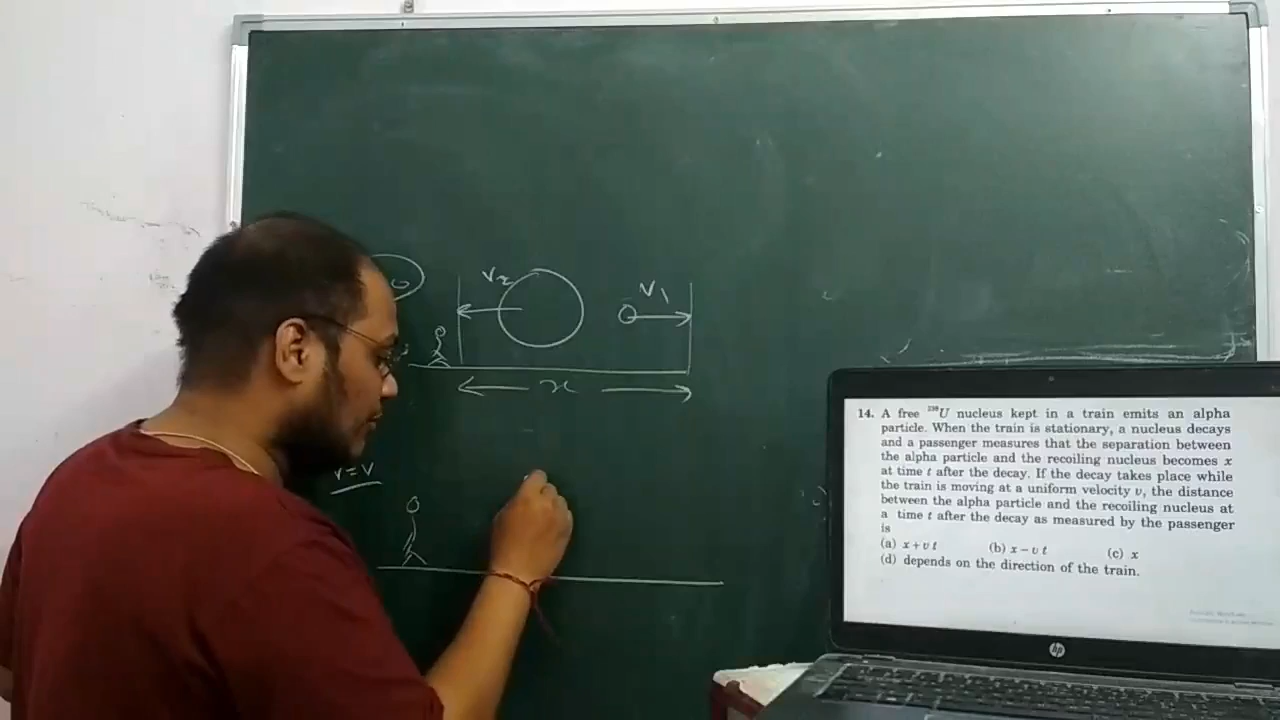 v₂
v₁
x
v = v
14. A free ²³⁸U nucleus kept in a train emits an alpha
particle. When the train is stationary, a nucleus decays
and a passenger measures that the separation between
the alpha particle and the recoiling nucleus becomes x
at time t after the decay. If the decay takes place while
the train is moving at a uniform velocity υ, the distance
between the alpha particle and the recoiling nucleus at
a time t after the decay as measured by the passenger
is
(a) x + υ t (b) x − υ t (c) x
(d) depends on the direction of the train.
hp